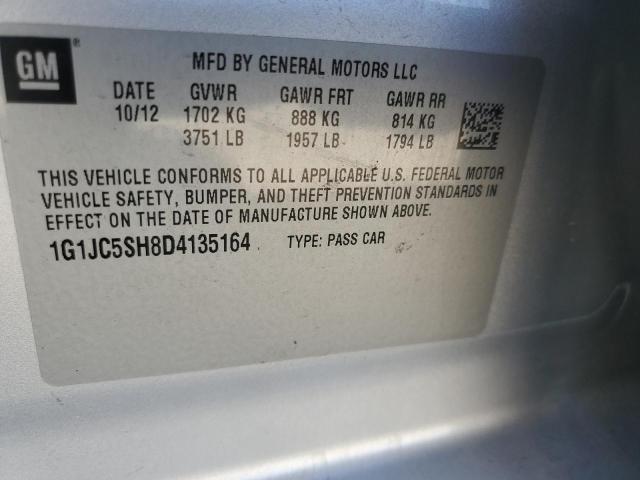 GM®
MFD BY GENERAL MOTORS LLC
DATE GVWR GAWR FRT GAWR RR
10/12 1702 KG 888 KG 814 KG
3751 LB 1957 LB 1794 LB
THIS VEHICLE CONFORMS TO ALL APPLICABLE U.S. FEDERAL MOTOR
VEHICLE SAFETY, BUMPER, AND THEFT PREVENTION STANDARDS IN
EFFECT ON THE DATE OF MANUFACTURE SHOWN ABOVE.
1G1JC5SH8D4135164 TYPE: PASS CAR